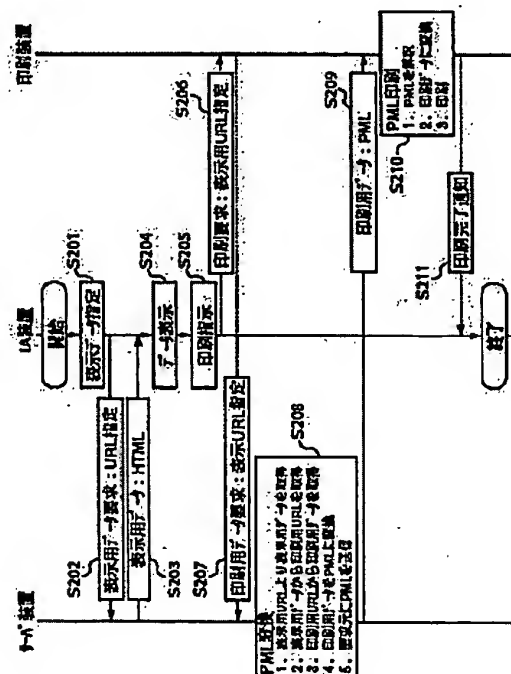 サーバ装置
IA装置
印刷装置
開始
S201
表示データ指定
S202
表示用データ要求：URL指定
表示用データ：HTML
S203
S204
データ表示
S205
印刷指示
S206
印刷要求：表示用URL指定
S207
印刷用データ要求：表示URL指定
S208
PML変換
1、表示用URLより表示用データを取得
2、表示用データから印刷用URLを取得
3、印刷用URLから印刷用データを取得
4、印刷用データをPMLに変換
5、要求元にPMLを送信
S209
印刷用データ：PML
S210
PML印刷
1、PMLを解釈
2、印刷データに変換
3、印刷
S211
印刷完了通知
終了